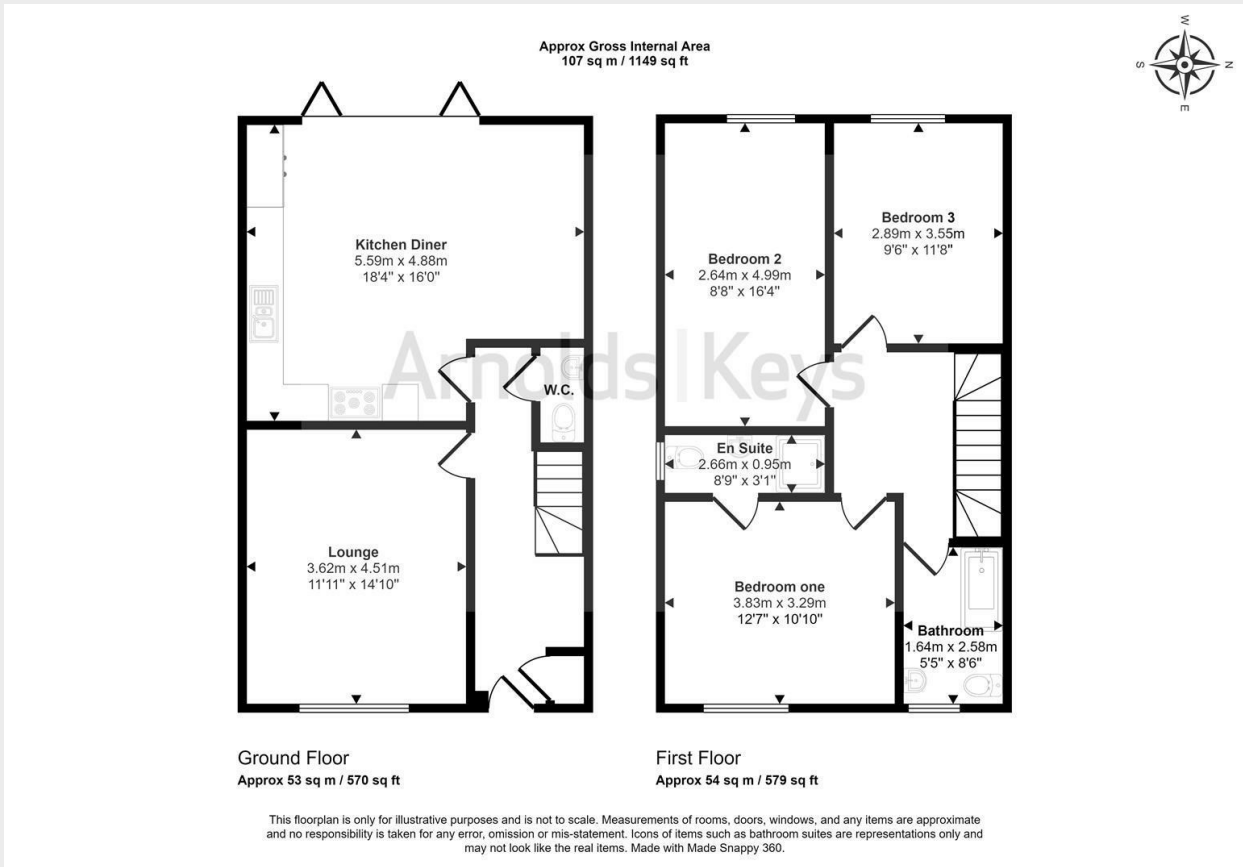 Approx Gross Internal Area
107 sq m / 1149 sq ft
W
S
N
E
Kitchen Diner
5.59m x 4.88m
18'4" x 16'0"
W.C.
Lounge
3.62m x 4.51m
11'11" x 14'10"
Bedroom 2
2.64m x 4.99m
8'8" x 16'4"
Bedroom 3
2.89m x 3.55m
9'6" x 11'8"
En Suite
2.66m x 0.95m
8'9" x 3'1"
Bedroom one
3.83m x 3.29m
12'7" x 10'10"
Bathroom
1.64m x 2.58m
5'5" x 8'6"
Arnolds | Keys
Ground Floor
Approx 53 sq m / 570 sq ft
First Floor
Approx 54 sq m / 579 sq ft
This floorplan is only for illustrative purposes and is not to scale. Measurements of rooms, doors, windows, and any items are approximate
and no responsibility is taken for any error, omission or mis-statement. Icons of items such as bathroom suites are representations only and
may not look like the real items. Made with Made Snappy 360.